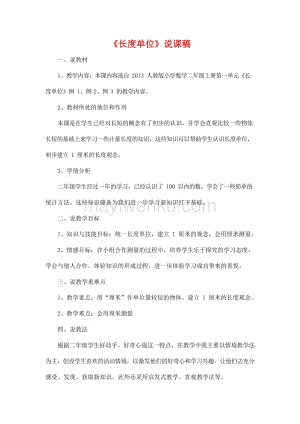 《长度单位》说课稿
一、说教材
1、教学内容：本课内容选自 2013 人教版小学数学二年级上册第一单元《长
度单位》例 1、例 2、例 3 的教学内容。
2、教材所处的地位和作用
本课是在学生已经对长短的概念有了初步的认识，并学会直观比较一些物体
长短的基础上来学习一些计量长度的知识，这些知识可以帮助学生认识长度单位，
初步建立 1 厘米的长度观念。
3、学情分析
二年级学生经过一年的学习，已经认识了 100 以内的数，学会了一些简单的
统计方法。这些知识储备为我们进一步学习新知识打下基础。
二、说教学目标
1、知识与技能目标：统一长度单位，建立 1 厘米的观念，会用厘米测量。
2、情感目标：在小组合作测量的过程中，培养学生乐于探究的学习态度，
学会与他人合作。体验知识的形成过程，进一步体验学习成功带来的喜悦。
三、说教学重难点
1、教学重点：用“厘米”作单位量较短的物体。建立 1 厘米的长度观念。
2、教学难点：会用厘米测量
四、说教法
根据二年级学生好动手、好奇心强这一特点，在教学中我主要以情境教学法
为主，创设学生喜欢的活动情境，以激发他们的好奇心和学习兴趣，让他们去充分
感受、发现、获取新知识。此外还采用启发式教学、直观教学法等。